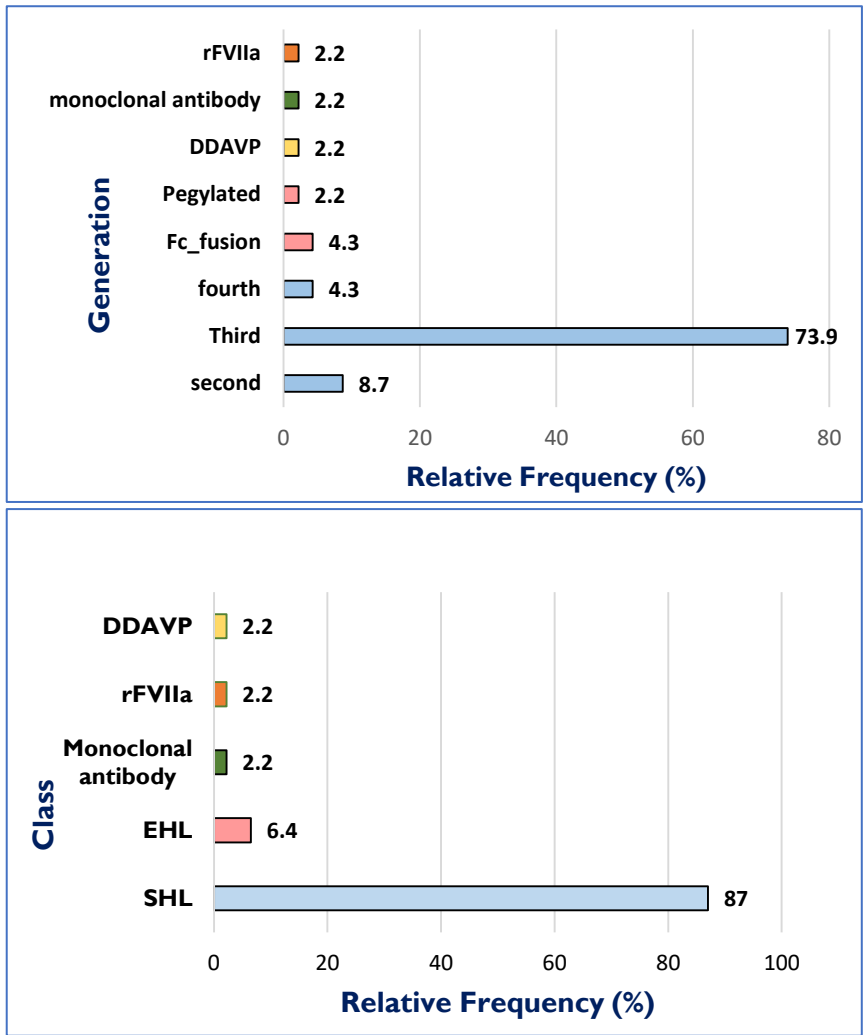 rFVIIa 2.2
monoclonal antibody 2.2
DDAVP 2.2
Pegylated 2.2
Fc_fusion 4.3
fourth 4.3
Third 73.9
second 8.7
Generation
0 20 40 60 80
Relative Frequency (%)
DDAVP 2.2
rFVIIa 2.2
Monoclonal
antibody 2.2
EHL 6.4
SHL 87
Class
0 20 40 60 80 100
Relative Frequency (%)